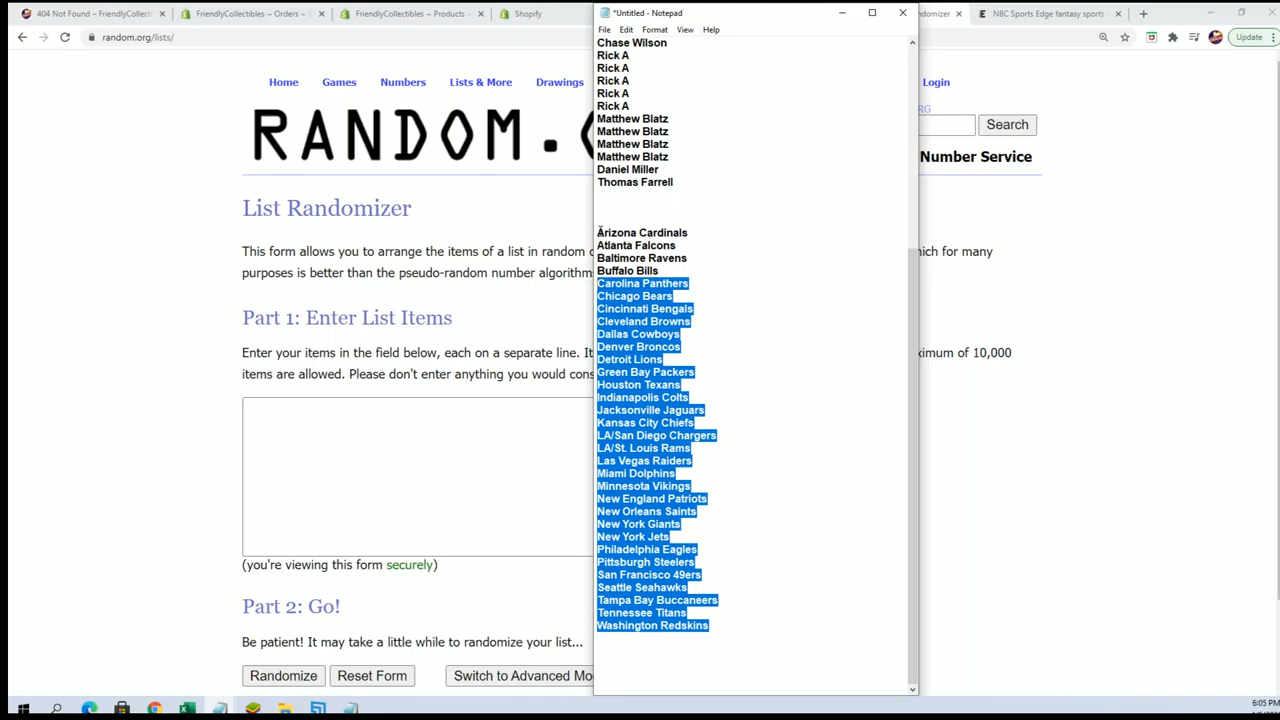 404 Not Found – FriendlyCollect
FriendlyCollectibles ~ Orders ~ S
FriendlyCollectibles ~ Products ~
Shopify
*Untitled - Notepad
NBC Sports Edge fantasy sports
random.org/lists/
Update
File Edit Format View Help
Home Games Numbers Lists & More Drawings
Login
RANDOM.
Search
Number Service
Chase Wilson
Rick A
Rick A
Rick A
Rick A
Rick A
Matthew Blatz
Matthew Blatz
Matthew Blatz
Matthew Blatz
Daniel Miller
Thomas Farrell
Arizona Cardinals
Atlanta Falcons
Baltimore Ravens
Buffalo Bills
Carolina Panthers
Chicago Bears
Cincinnati Bengals
Cleveland Browns
Dallas Cowboys
Denver Broncos
Detroit Lions
Green Bay Packers
Houston Texans
Indianapolis Colts
Jacksonville Jaguars
Kansas City Chiefs
LA/San Diego Chargers
LA/St. Louis Rams
Las Vegas Raiders
Miami Dolphins
Minnesota Vikings
New England Patriots
New Orleans Saints
New York Giants
New York Jets
Philadelphia Eagles
Pittsburgh Steelers
San Francisco 49ers
Seattle Seahawks
Tampa Bay Buccaneers
Tennessee Titans
Washington Redskins
List Randomizer
This form allows you to arrange the items of a list in random
which for many
purposes is better than the pseudo-random number algorithm
Part 1: Enter List Items
Enter your items in the field below, each on a separate line.
ximum of 10,000
items are allowed. Please don't enter anything you would
(you're viewing this form securely)
Part 2: Go!
Be patient! It may take a little while to randomize your list...
Randomize Reset Form Switch to Advanced
6:05 PM